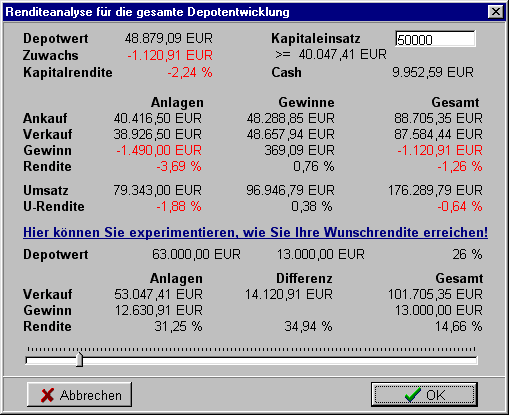 Renditeanalyse für die gesamte Depotentwicklung
Depotwert 48.879,09 EUR Kapitaleinsatz 50000
Zuwachs -1.120,91 EUR >= 40.047,41 EUR
Kapitalrendite -2,24 % Cash 9.952,59 EUR
Anlagen Gewinne Gesamt
Ankauf 40.416,50 EUR 48.288,85 EUR 88.705,35 EUR
Verkauf 38.926,50 EUR 48.657,94 EUR 87.584,44 EUR
Gewinn -1.490,00 EUR 369,09 EUR -1.120,91 EUR
Rendite -3,69 % 0,76 % -1,26 %
Umsatz 79.343,00 EUR 96.946,79 EUR 176.289,79 EUR
U-Rendite -1,88 % 0,38 % -0,64 %
Hier können Sie experimentieren, wie Sie Ihre Wunschrendite erreichen!
Depotwert 63.000,00 EUR 13.000,00 EUR 26 %
Anlagen Differenz Gesamt
Verkauf 53.047,41 EUR 14.120,91 EUR 101.705,35 EUR
Gewinn 12.630,91 EUR 13.000,00 EUR
Rendite 31,25 % 34,94 % 14,66 %
Abbrechen OK